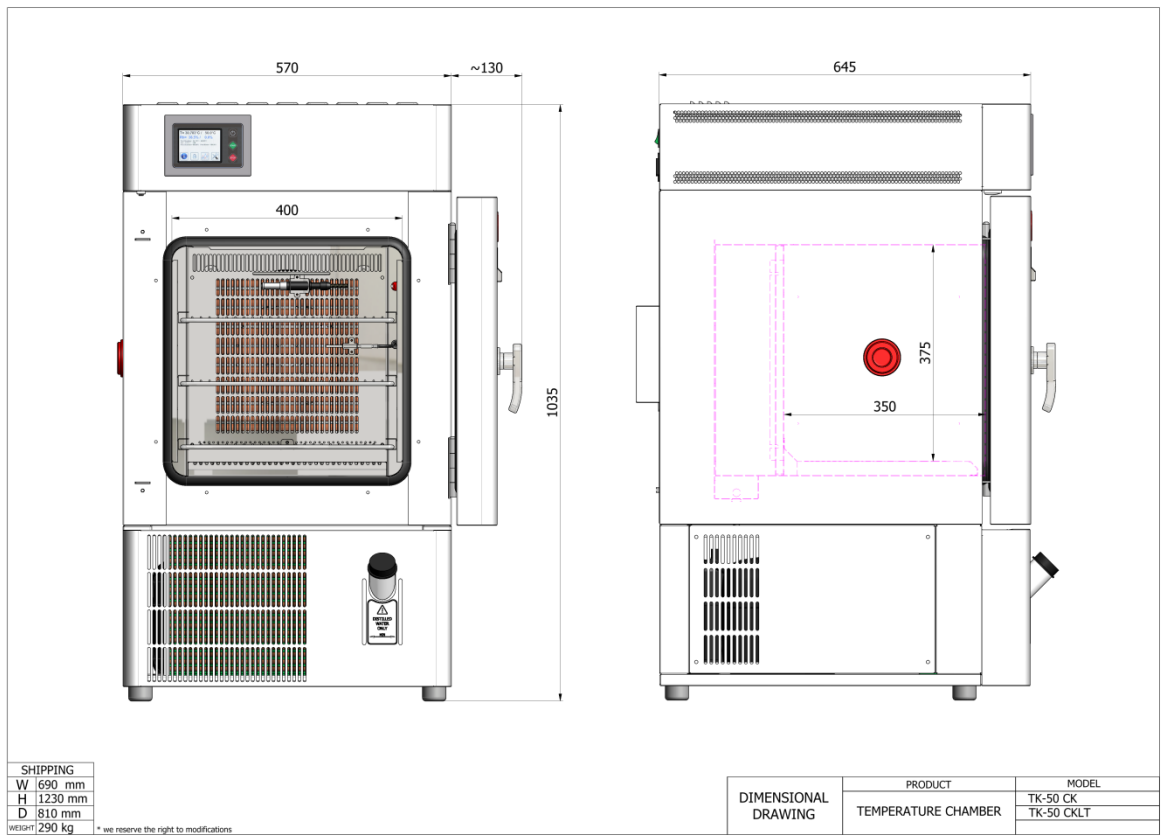 570
~130
645
400
1035
375
350
DISTILLED
WATER
ONLY
SHIPPING
W 690 mm
H 1230 mm
D 810 mm
WEIGHT 290 kg
* we reserve the right to modifications
DIMENSIONAL
DRAWING
PRODUCT
TEMPERATURE CHAMBER
MODEL
TK-50 CK
TK-50 CKLT